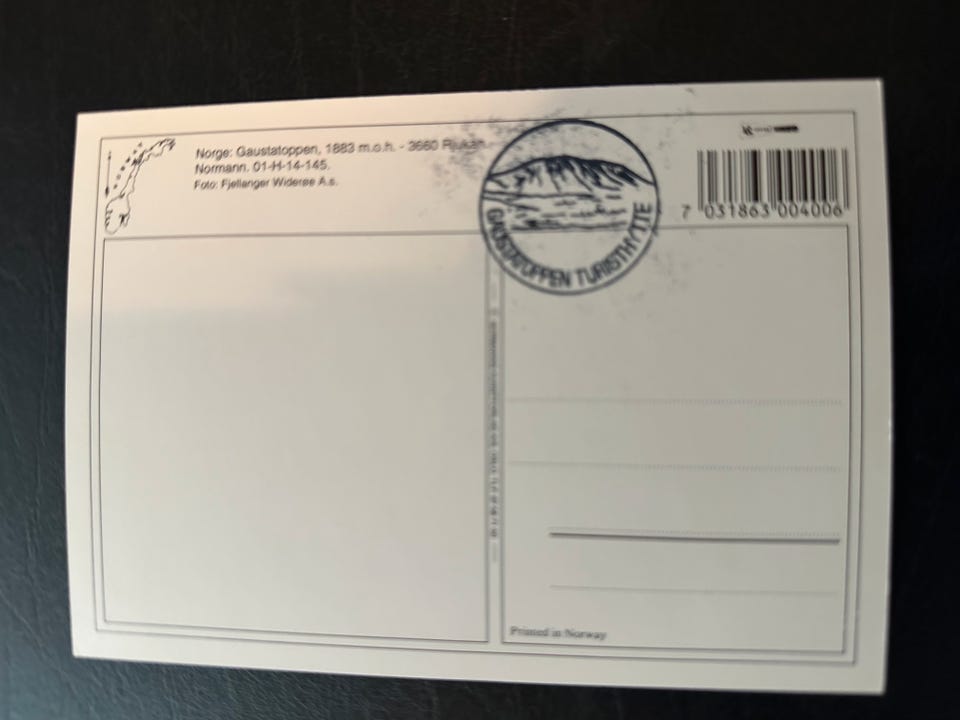 Norge: Gaustatoppen, 1883 m.o.h. - 3660 Rjukan.
Normann. 01-H-14-145.
Foto: Fjellanger Widerøe A.s.
GAUSTATOPPEN TURISTHYTTE
7 031863 004006
Printed in Norway